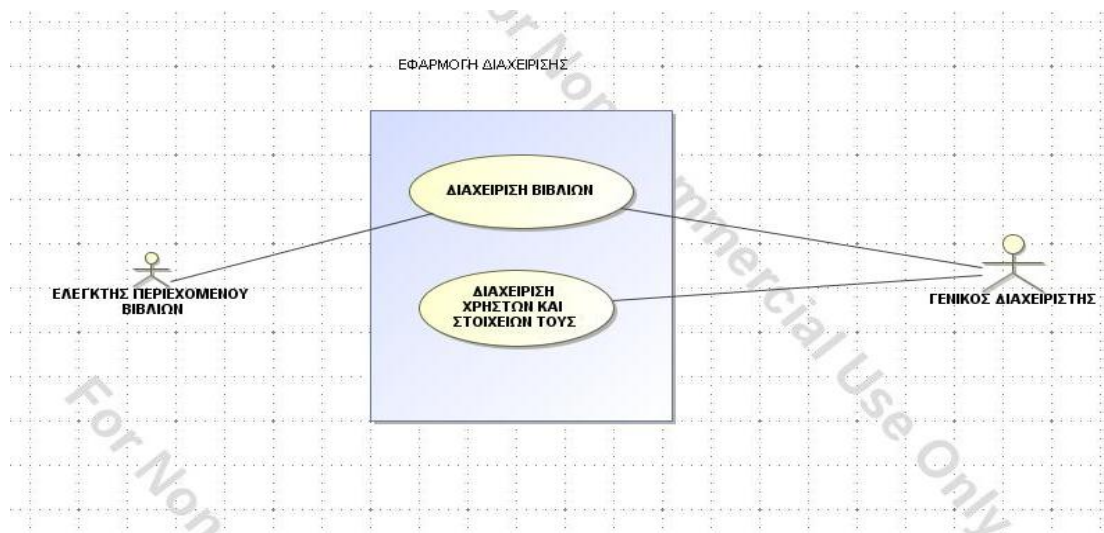 For Non
ΕΦΑΡΜΟΓΗ ΔΙΑΧΕΙΡΙΣΗΣ
ΔΙΑΧΕΙΡΙΣΗ ΒΙΒΛΙΩΝ
mmercial Use Only
ΕΛΕΓΚΤΗΣ ΠΕΡΙΕΧΟΜΕΝΟΥ
ΒΙΒΛΙΩΝ
ΔΙΑΧΕΙΡΙΣΗ
ΧΡΗΣΤΩΝ ΚΑΙ
ΣΤΟΙΧΕΙΩΝ ΤΟΥΣ
ΓΕΝΙΚΟΣ ΔΙΑΧΕΙΡΙΣΤΗΣ
For Non